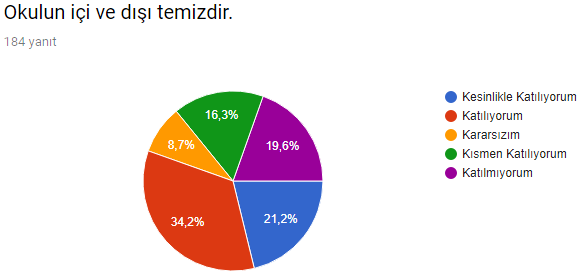 Okulun içi ve dışı temizdir.
184 yanıt
Kesinlikle Katılıyorum
Katılıyorum
Kararsızım
Kısmen Katılıyorum
Katılmıyorum
16,3%
8,7%
19,6%
34,2%
21,2%